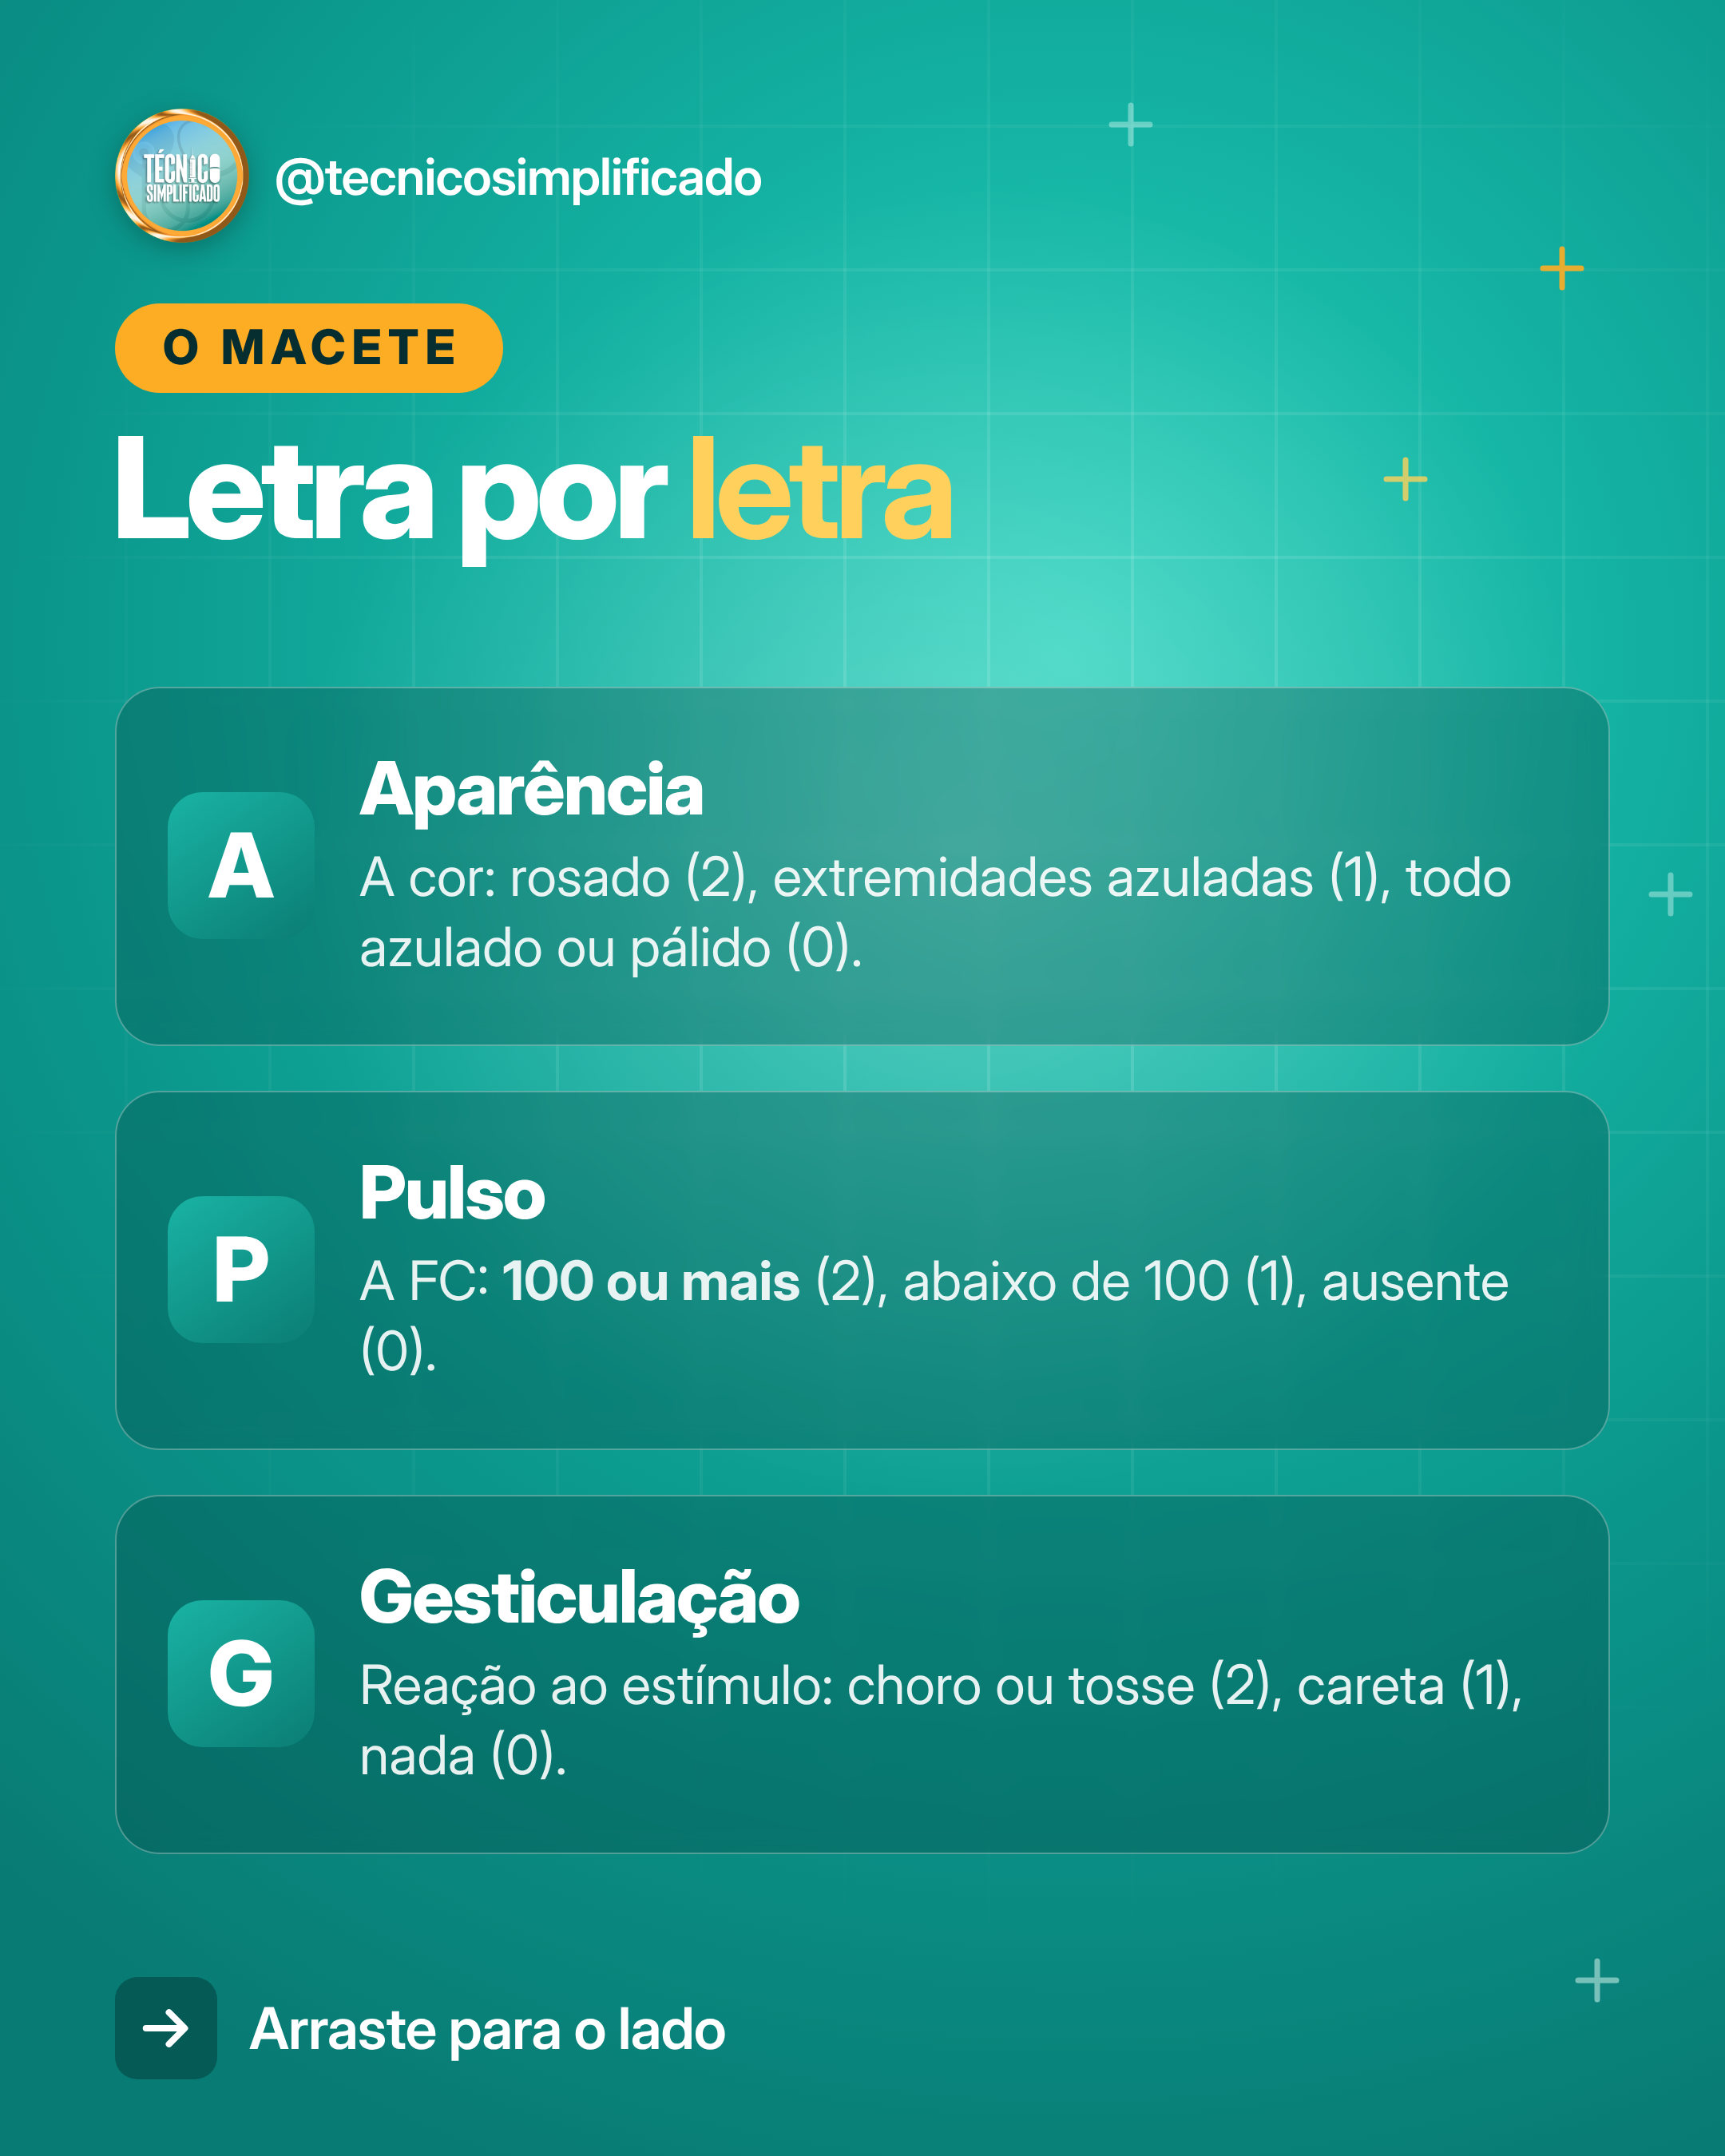 TÉCNICO
SIMPLIFICADO
@tecnicosimplificado
O MACETE
Letra por letra
A
Aparência
A cor: rosado (2), extremidades azuladas (1), todo
azulado ou pálido (0).
P
Pulso
A FC: 100 ou mais (2), abaixo de 100 (1), ausente
(0).
G
Gesticulação
Reação ao estímulo: choro ou tosse (2), careta (1),
nada (0).
Arraste para o lado